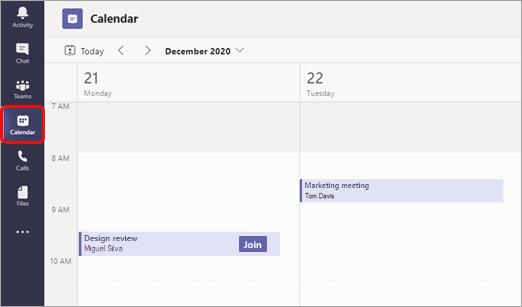 Activity
Chat
Teams
Calendar
Calls
Files
Calendar
Today
December 2020
21
Monday
22
Tuesday
7 AM
8 AM
9 AM
10 AM
Marketing meeting
Tom Davis
Design review
Miguel Silva
Join